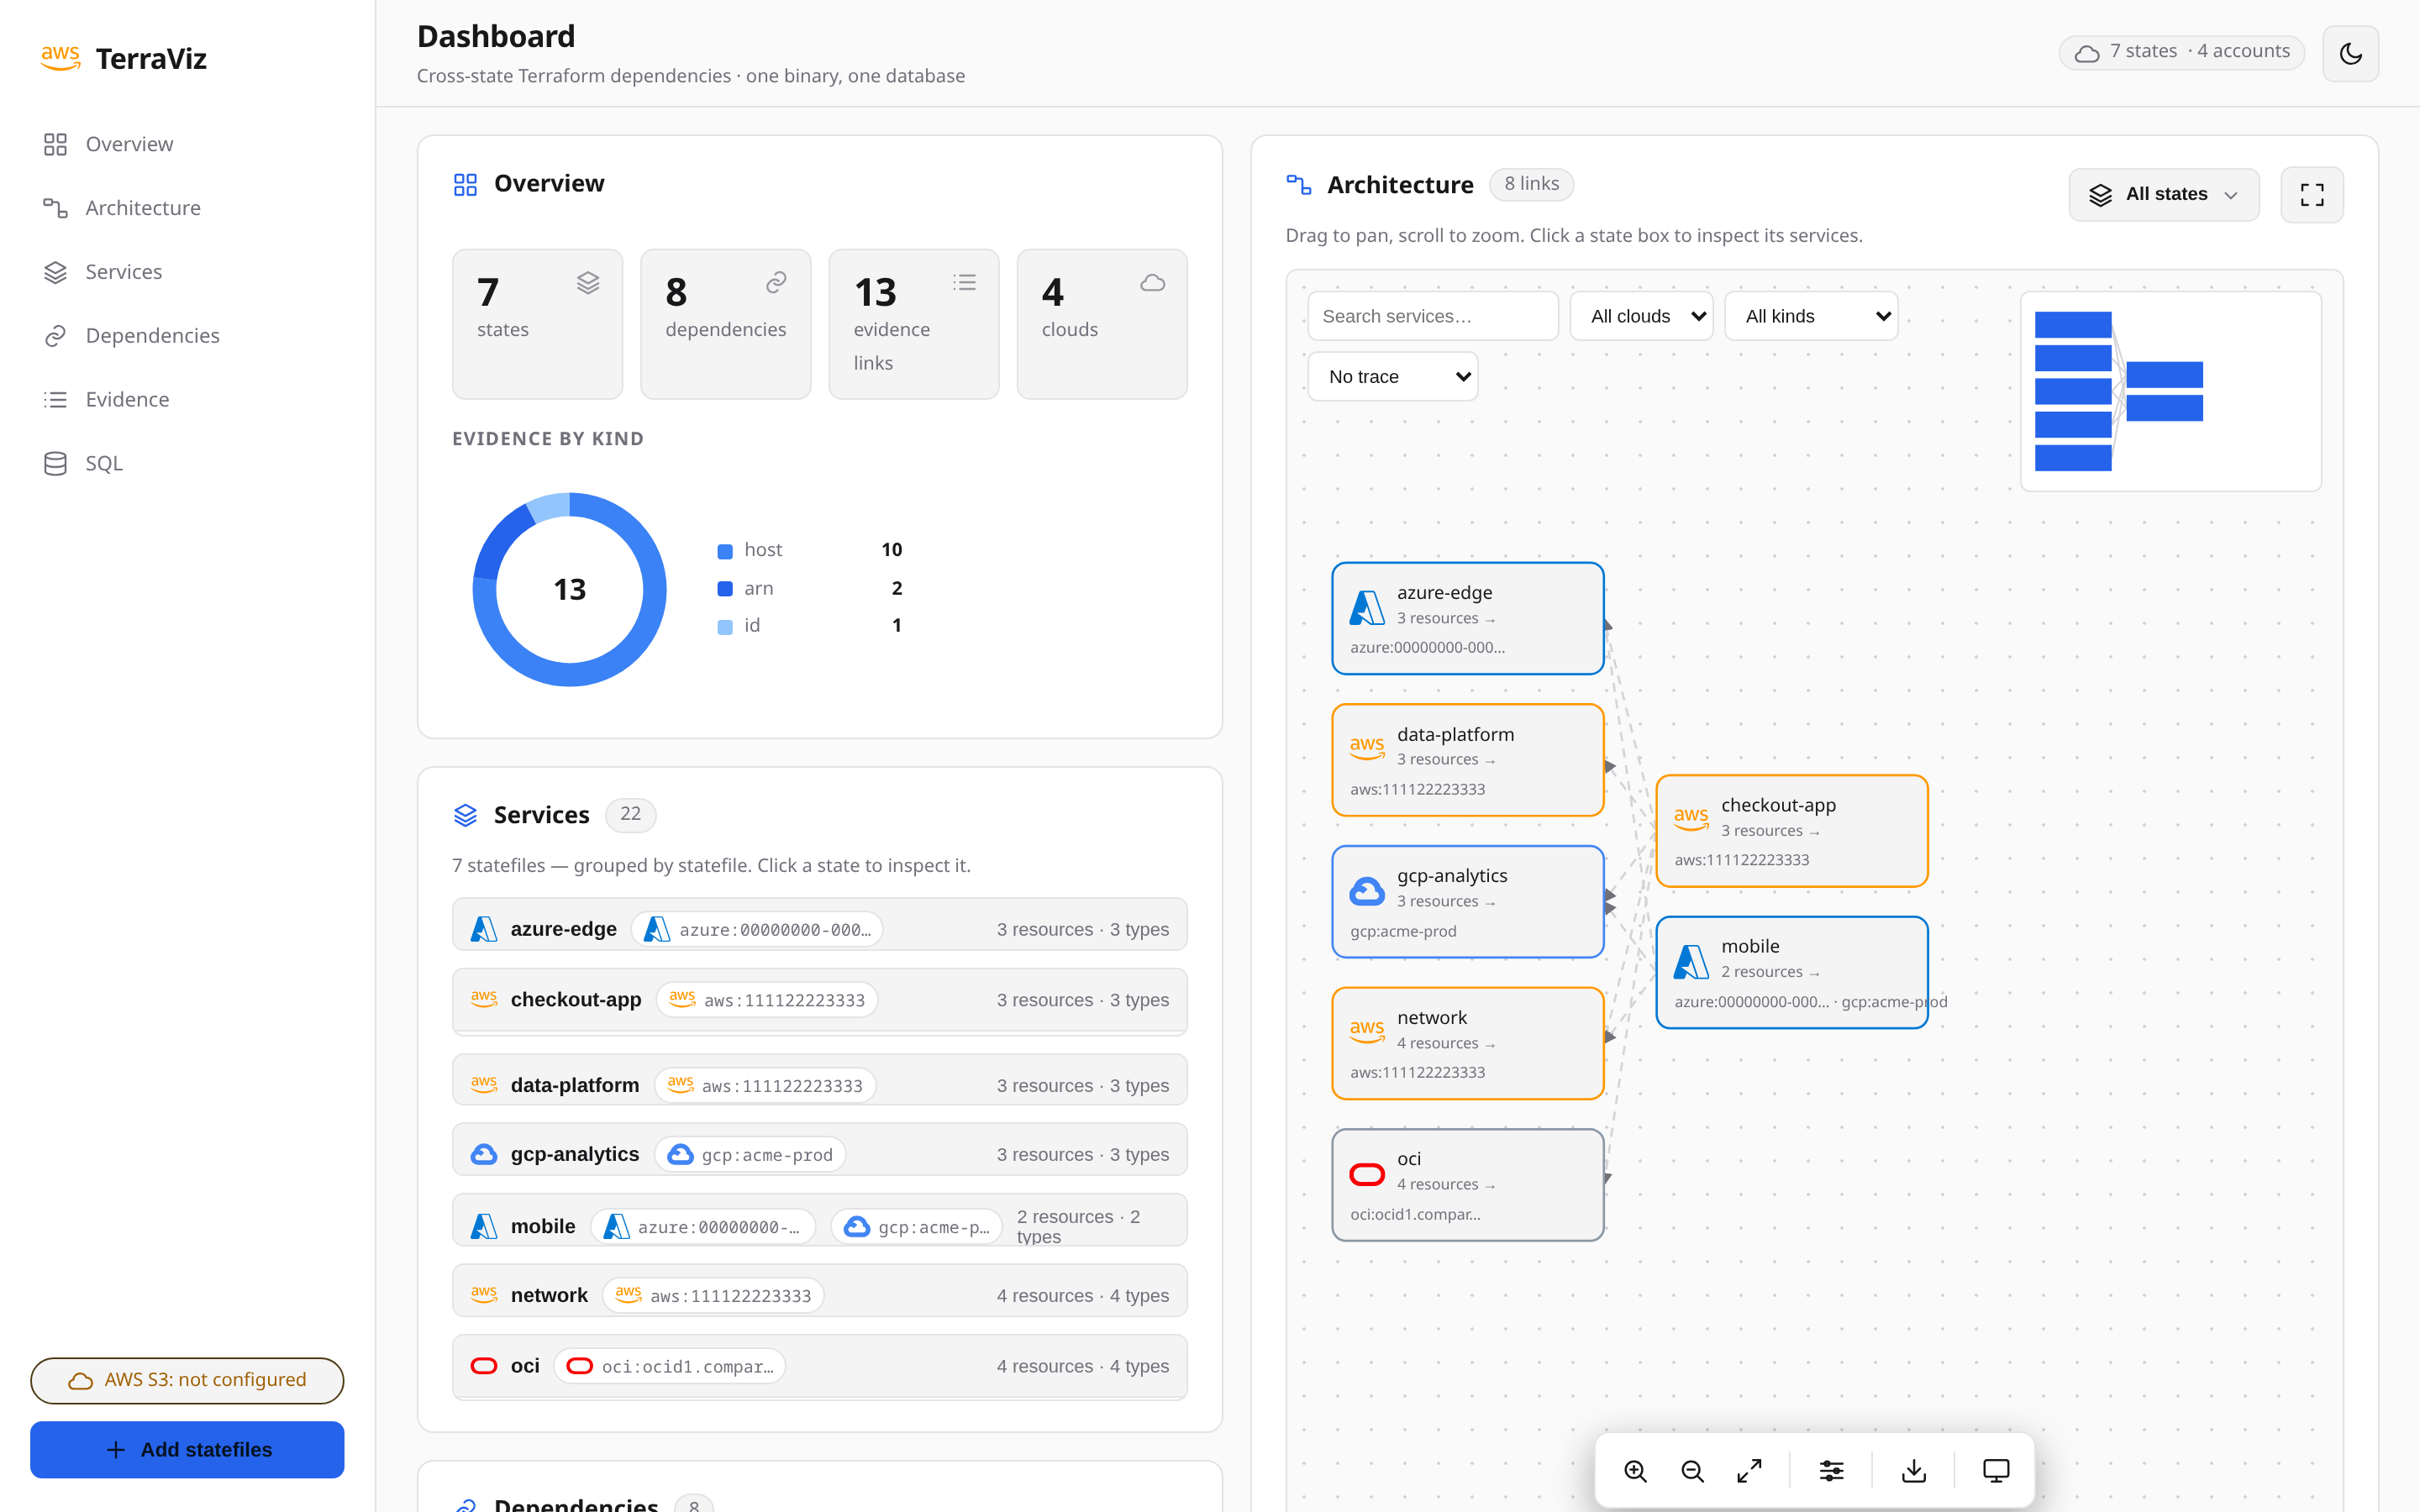 aws TerraViz
Overview
Architecture
Services
Dependencies
Evidence
SQL
AWS S3: not configured
Add statefiles
Dashboard
Cross-state Terraform dependencies · one binary, one database
7 states · 4 accounts
Overview
7
states
8
dependencies
13
evidence
links
4
clouds
EVIDENCE BY KIND
13
host 10
arn 2
id 1
Services 22
7 statefiles — grouped by statefile. Click a state to inspect it.
azure-edge azure:00000000-000… 3 resources · 3 types
aws checkout-app aws aws:111122223333 3 resources · 3 types
aws data-platform aws aws:111122223333 3 resources · 3 types
gcp-analytics gcp:acme-prod 3 resources · 3 types
mobile azure:00000000-… gcp:acme-p… 2 resources · 2
types
aws network aws aws:111122223333 4 resources · 4 types
oci oci:ocid1.compar… 4 resources · 4 types
Dependencies 8
Architecture 8 links
All states
Drag to pan, scroll to zoom. Click a state box to inspect its services.
Search services…
All clouds
All kinds
No trace
azure-edge
3 resources →
azure:00000000-000…
aws data-platform
3 resources →
aws:111122223333
gcp-analytics
3 resources →
gcp:acme-prod
aws network
4 resources →
aws:111122223333
oci
4 resources →
oci:ocid1.compar…
aws checkout-app
3 resources →
aws:111122223333
mobile
2 resources →
azure:00000000-000… · gcp:acme-prod